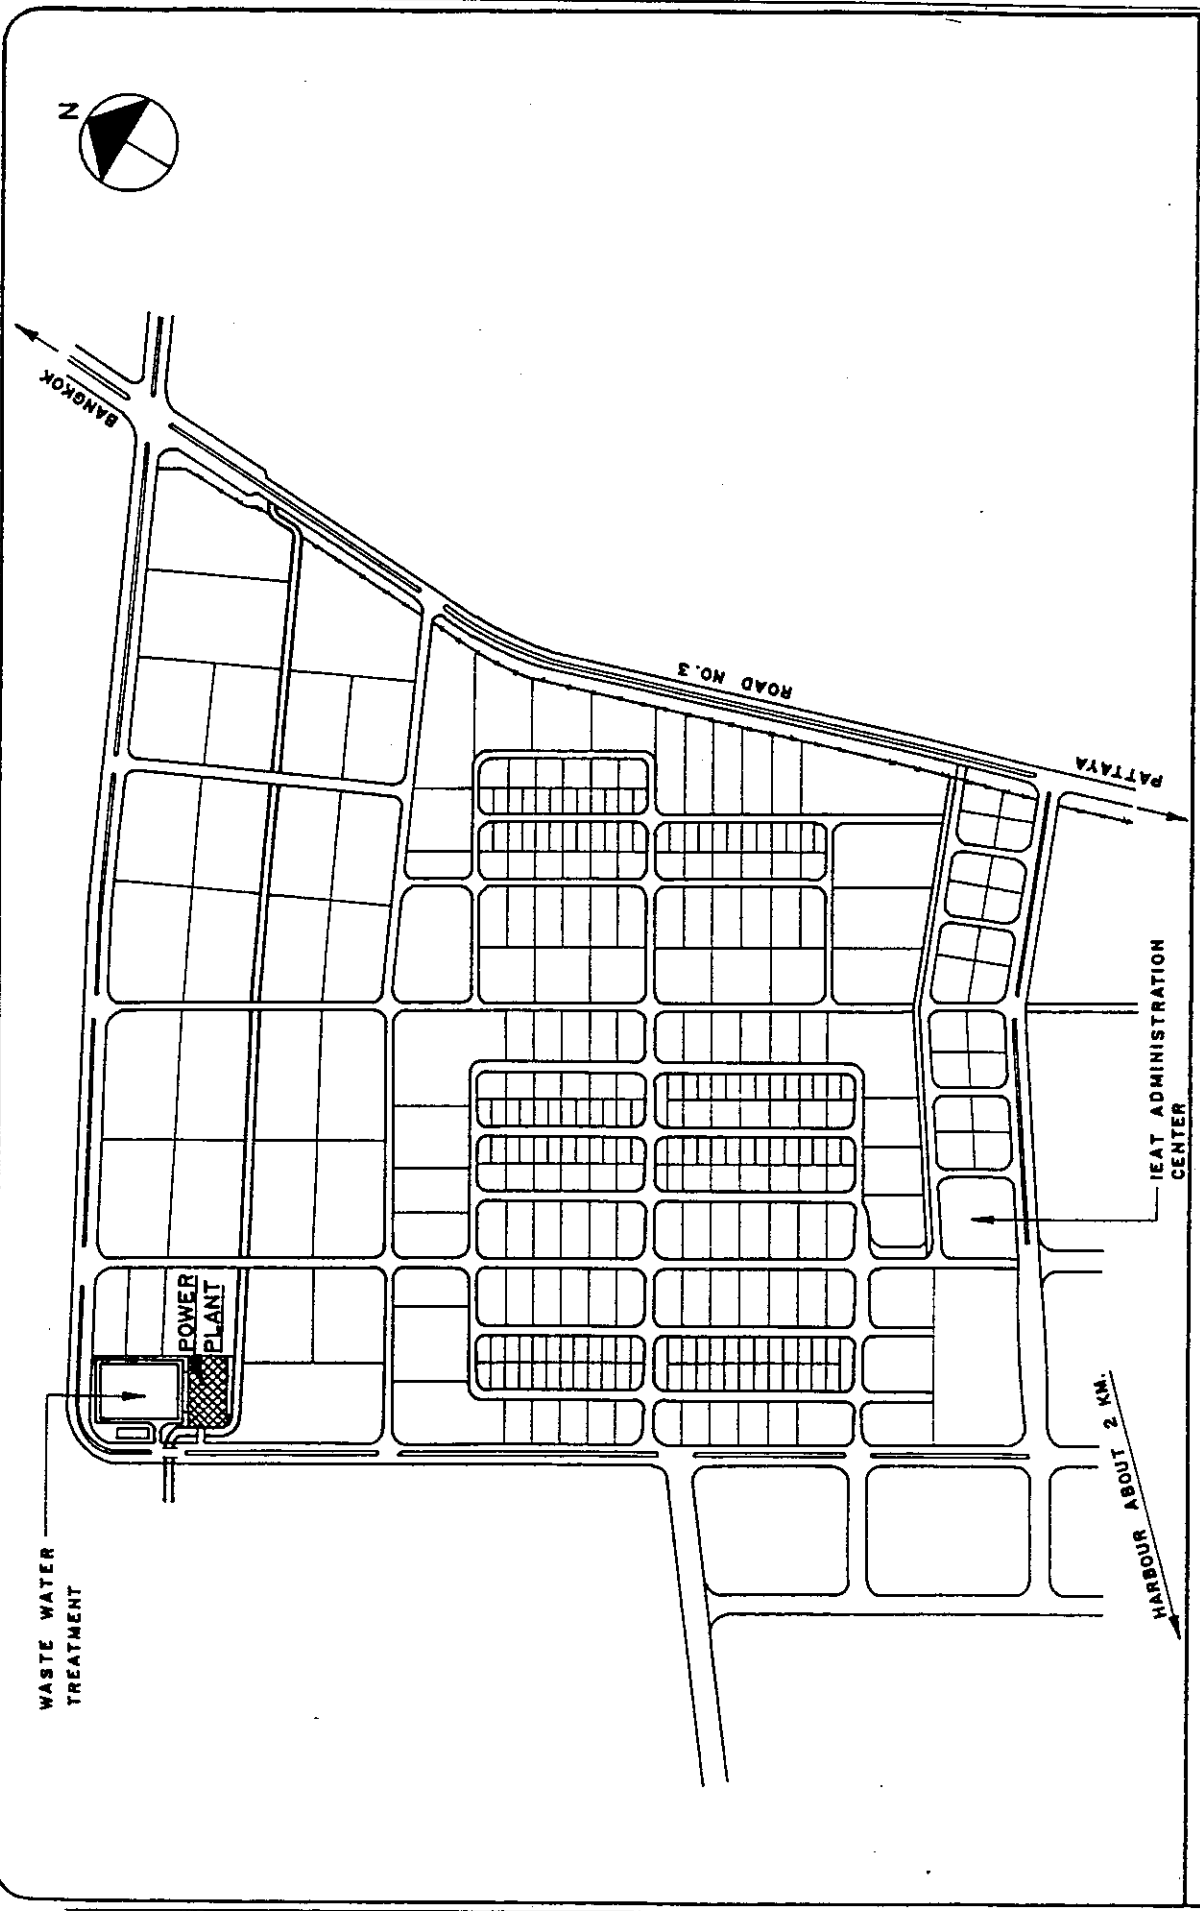 N
BANGKOK
ROAD NO.3
PATTAYA
WASTE WATER
TREATMENT
POWER
PLANT
IEAT ADMINISTRATION
CENTER
HARBOUR ABOUT 2 KM.